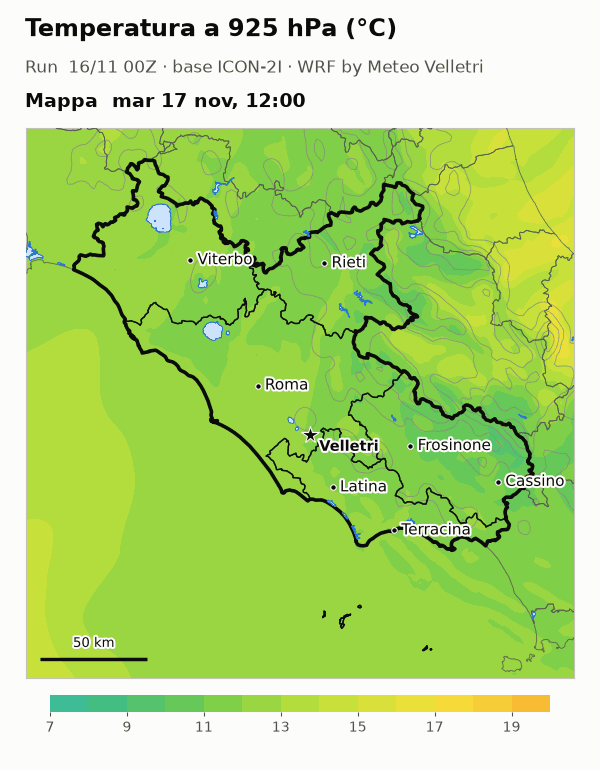 Temperatura a 925 hPa (°C)
Run  16/11 00Z · base ICON-2I · WRF by Meteo Velletri
Mappa  mar 17 nov, 12:00
Viterbo
Rieti
Roma
Velletri
Frosinone
Cassino
Latina
Terracina
50 km
7 9 11 13 15 17 19